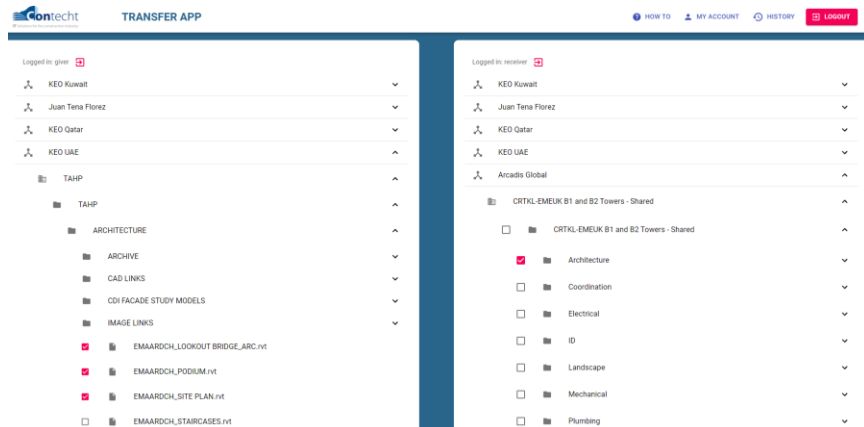 Contecht
TRANSFER APP
HOW TO
MY ACCOUNT
HISTORY
LOGOUT
Logged in: giver
KEO Kuwait
Juan Tena Florez
KEO Qatar
KEO UAE
TAHP
TAHP
ARCHITECTURE
ARCHIVE
CAD LINKS
CDI FACADE STUDY MODELS
IMAGE LINKS
EMAARDCH_LOOKOUT BRIDGE_ARC.rvt
EMAARDCH_PODIUM.rvt
EMAARDCH_SITE PLAN.rvt
EMAARDCH_STAIRCASES.rvt
Logged in: receiver
KEO Kuwait
Juan Tena Florez
KEO Qatar
KEO UAE
Arcadis Global
CRTKL-EMEUK B1 and B2 Towers - Shared
CRTKL-EMEUK B1 and B2 Towers - Shared
Architecture
Coordination
Electrical
ID
Landscape
Mechanical
Plumbing